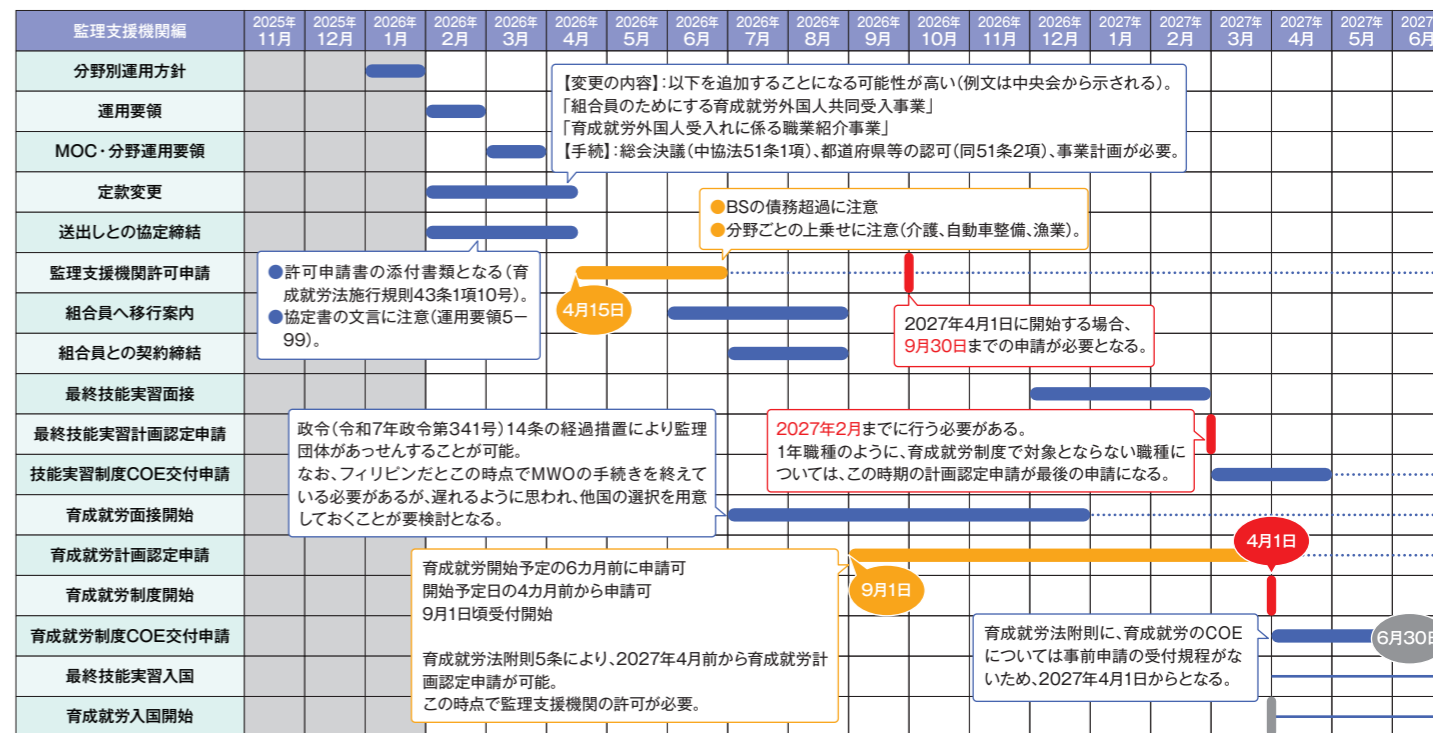 監理支援機関編
2025年
11月
2025年
12月
2026年
1月
2026年
2月
2026年
3月
2026年
4月
2026年
5月
2026年
6月
2026年
7月
2026年
8月
2026年
9月
2026年
10月
2026年
11月
2026年
12月
2027年
1月
2027年
2月
2027年
3月
2027年
4月
2027年
5月
2027
6月
分野別運用方針
運用要領
MOC・分野運用要領
定款変更
送出しとの協定締結
監理支援機関許可申請
組合員へ移行案内
組合員との契約締結
最終技能実習面接
最終技能実習計画認定申請
技能実習制度COE交付申請
育成就労面接開始
育成就労計画認定申請
育成就労制度開始
育成就労制度COE交付申請
最終技能実習入国
育成就労入国開始
【変更の内容】:以下を追加することになる可能性が高い(例文は中央会から示される)。
「組合員のためにする育成就労外国人共同受入事業」
「育成就労外国人受入れに係る職業紹介事業」
【手続】:総会決議(中協法51条1項)、都道府県等の認可(同51条2項)、事業計画が必要。
●BSの債務超過に注意
●分野ごとの上乗せに注意(介護、自動車整備、漁業)。
●許可申請書の添付書類となる(育
成就労法施行規則43条1項10号)。
●協定書の文言に注意(運用要領5-
99)。
4月15日
2027年4月1日に開始する場合、
9月30日までの申請が必要となる。
政令(令和7年政令第341号)14条の経過措置により監理
団体があっせんすることが可能。
なお、フィリピンだとこの時点でMWOの手続きを終えて
いる必要があるが、遅れるように思われ、他国の選択を用意
しておくことが要検討となる。
2027年2月までに行う必要がある。
1年職種のように、育成就労制度で対象とならない職種に
ついては、この時期の計画認定申請が最後の申請になる。
育成就労開始予定の6カ月前に申請可
開始予定日の4カ月前から申請可
9月1日頃受付開始
育成就労法附則5条により、2027年4月前から育成就労計
画認定申請が可能。
この時点で監理支援機関の許可が必要。
9月1日
4月1日
育成就労法附則に、育成就労のCOE
については事前申請の受付規程がな
いため、2027年4月1日からとなる。
6月30日